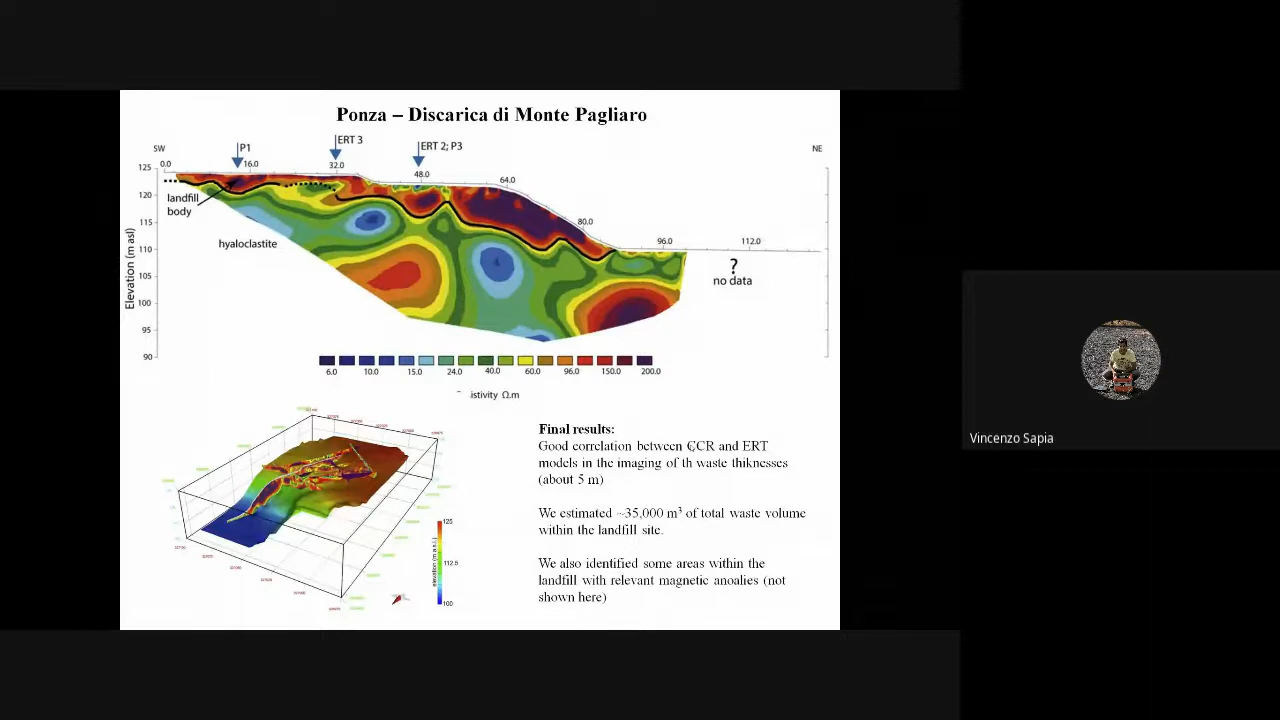 Ponza – Discarica di Monte Pagliaro
SW
P1
ERT 3
ERT 2; P3
NE
0.0
16.0
32.0
48.0
64.0
80.0
96.0
112.0
125
120
115
110
105
100
95
90
Elevation (m asl)
landfill
body
hyaloclastite
?
no data
6.0 10.0 15.0 24.0 40.0 60.0 96.0 150.0 200.0
istivity Ω.m
125
112.5
100
elevation (m a.s.l.)
Final results:
Good correlation between CCR and ERT
models in the imaging of th waste thiknesses
(about 5 m)
We estimated ~35,000 m³ of total waste volume
within the landfill site.
We also identified some areas within the
landfill with relevant magnetic anoalies (not
shown here)
Vincenzo Sapia